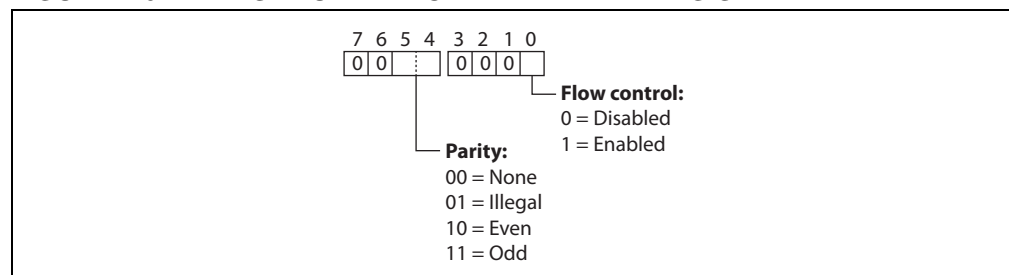 7 6 5 4 3 2 1 0
0 0 0 0 0
Flow control:
0 = Disabled
1 = Enabled
Parity:
00 = None
01 = Illegal
10 = Even
11 = Odd